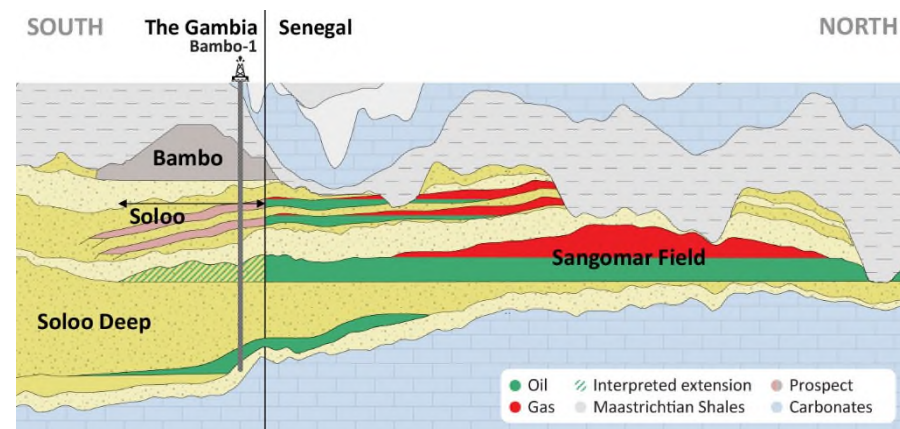 SOUTH
The Gambia
Senegal
NORTH
Bambo-1
Bambo
Soloo
Sangomar Field
Soloo Deep
Oil
Interpreted extension
Prospect
Gas
Maastrichtian Shales
Carbonates